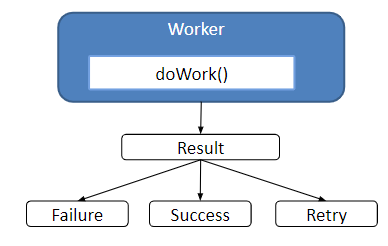 Worker
doWork()
Result
Failure
Success
Retry